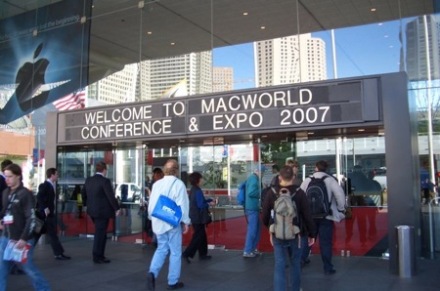 WELCOME TO MACWORLD
CONFERENCE & EXPO 2007